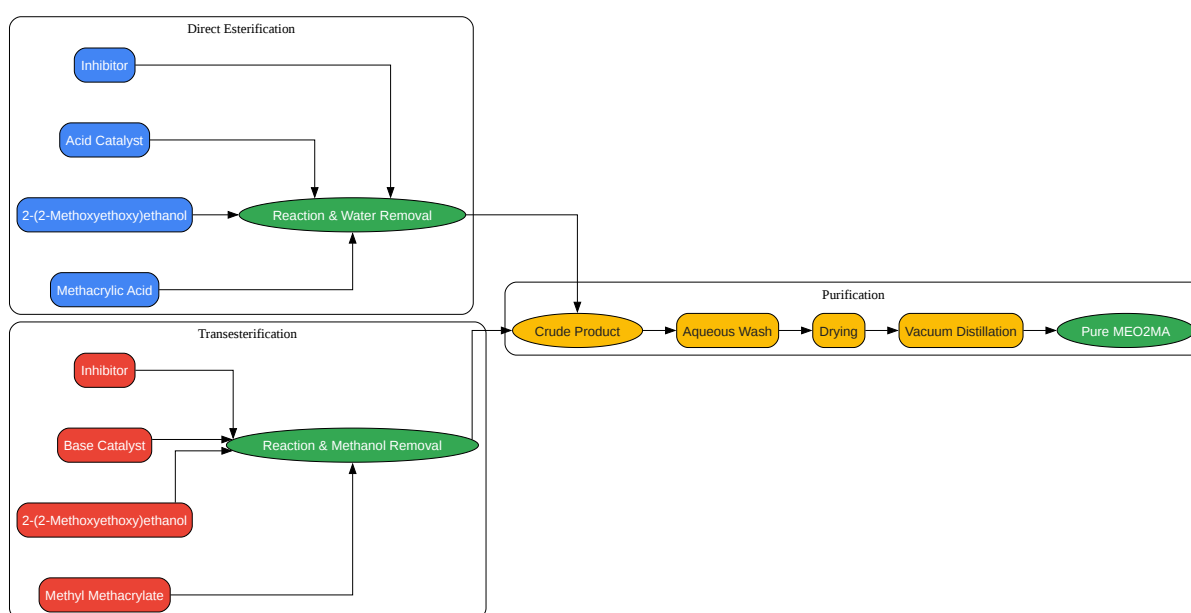 Direct Esterification
Inhibitor
Acid Catalyst
2-(2-Methoxyethoxy)ethanol
Reaction & Water Removal
Methacrylic Acid
Transesterification
Inhibitor
Base Catalyst
Reaction & Methanol Removal
2-(2-Methoxyethoxy)ethanol
Methyl Methacrylate
Purification
Crude Product
Aqueous Wash
Drying
Vacuum Distillation
Pure MEO2MA